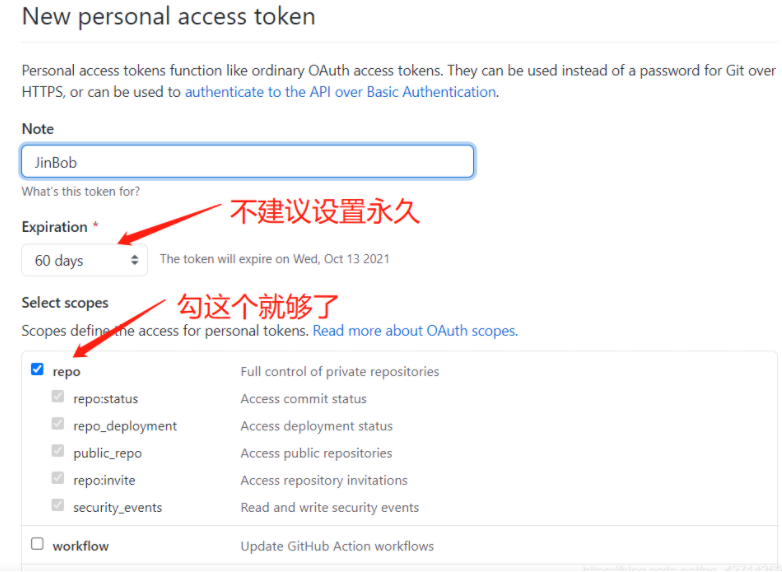 New personal access token
Personal access tokens function like ordinary OAuth access tokens. They can be used instead of a password for Git over
HTTPS, or can be used to authenticate to the API over Basic Authentication.
Note
JinBob
What's this token for?
不建议设置永久
Expiration *
60 days The token will expire on Wed, Oct 13 2021
Select scopes
勾这个就够了
Scopes define the access for personal tokens. Read more about OAuth scopes.
repo Full control of private repositories
repo:status Access commit status
repo_deployment Access deployment status
public_repo Access public repositories
repo:invite Access repository invitations
security_events Read and write security events
workflow Update GitHub Action workflows